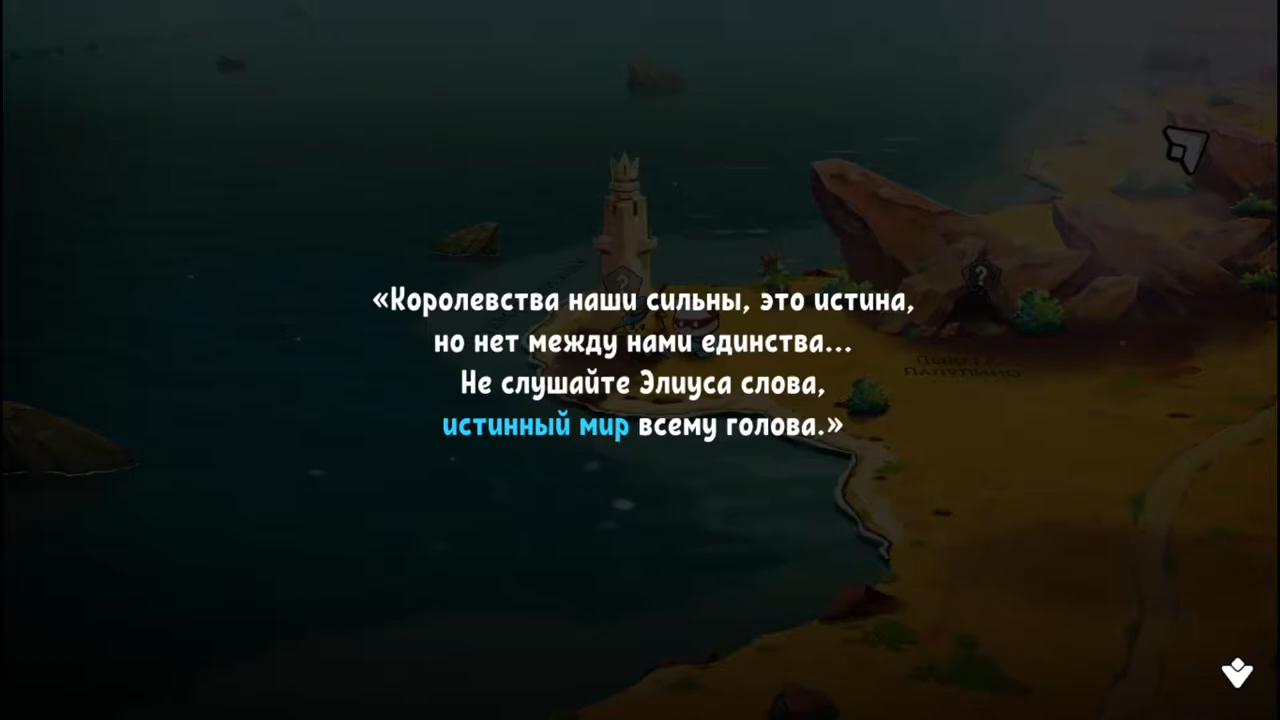 «Королевства наши сильны, это истина,
но нет между нами единства...
Не слушайте Элиуса слова,
истинный мир всему голова.»
?
?